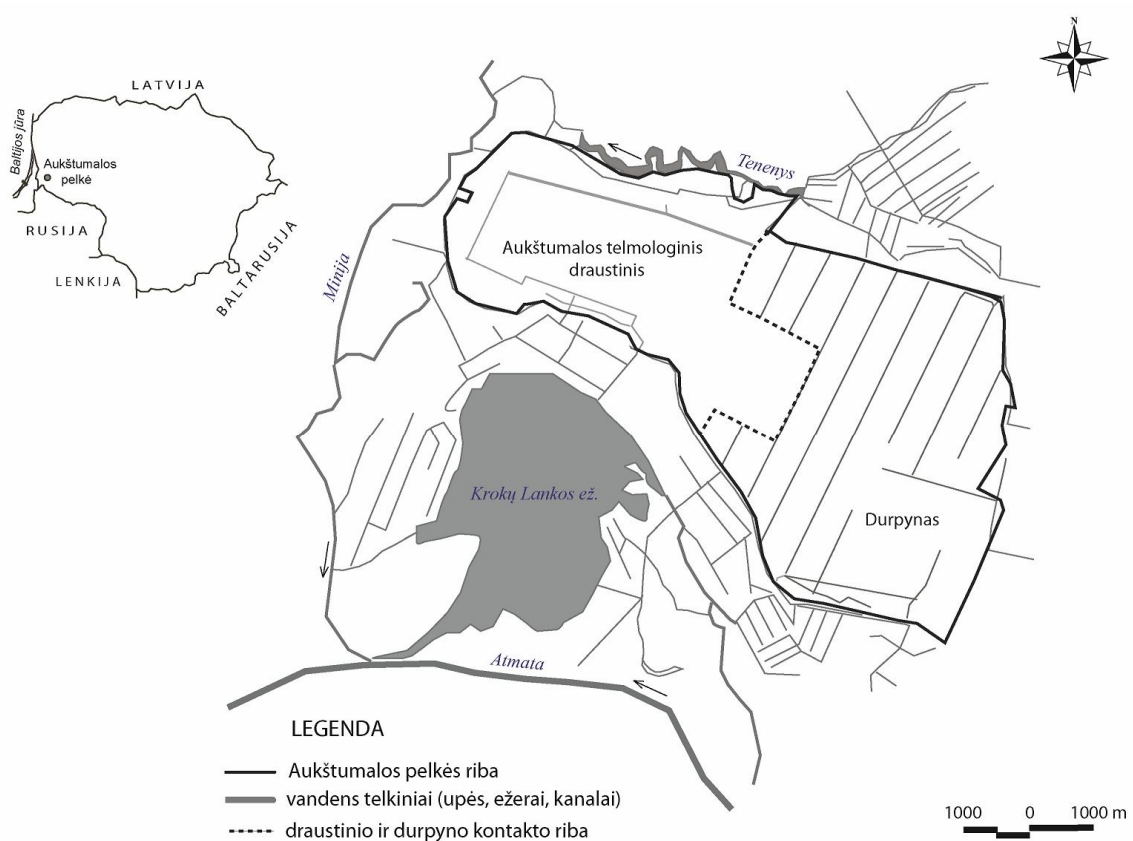 N
LATVIJA
Baltijos jūra
Aukštumalos
pelkė
RUSIJA
LENKIJA
BALTARUSIJA
Tenenys
Minija
Aukštumalos telmologinis
draustinis
Krokų Lankos ež.
Durpynas
Atmata
LEGENDA
Aukštumalos pelkės riba
vandens telkiniai (upės, ežerai, kanalai)
draustinio ir durpyno kontakto riba
1000 0 1000 m